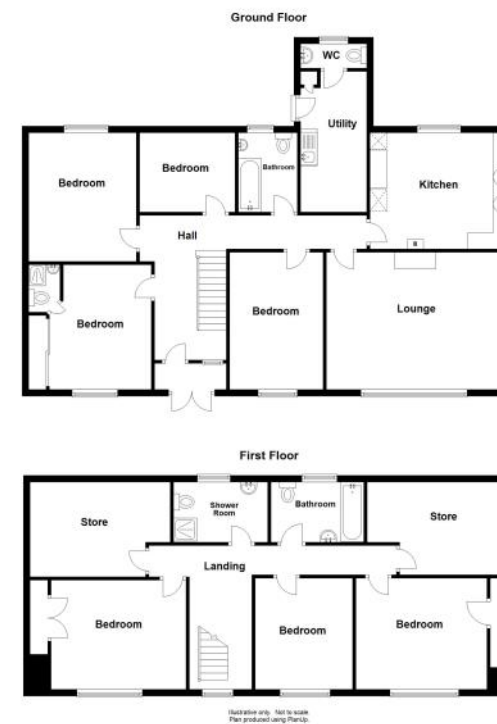 Ground Floor
WC
Utility
Bedroom
Bedroom
Bathroom
Kitchen
Hall
Bedroom
Bedroom
Lounge
First Floor
Store
Shower
Room
Bathroom
Store
Landing
Bedroom
Bedroom
Bedroom
Illustrative only. Not to scale.
Plan produced using PlanUp.